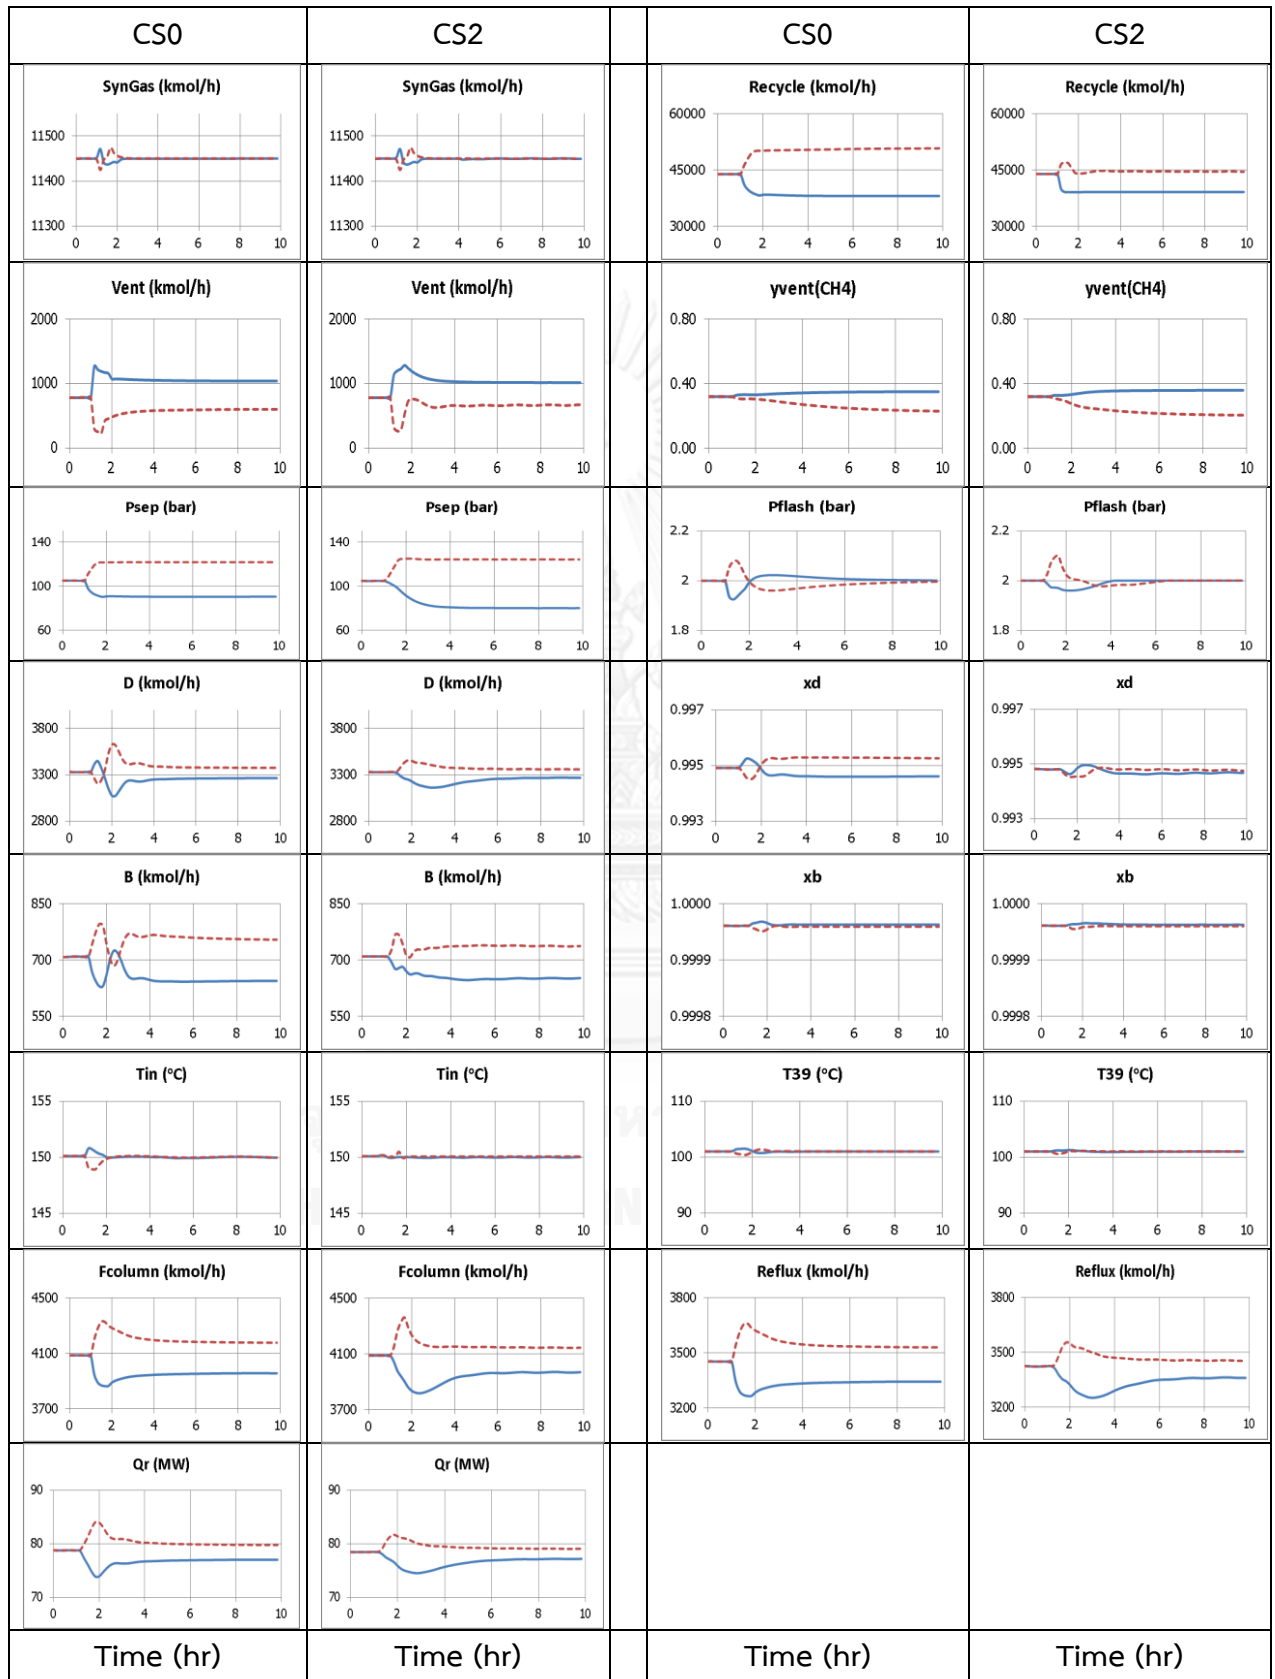 CS0
CS2
CS0
CS2
SynGas (kmol/h)
11500
11400
11300
0 2 4 6 8 10
SynGas (kmol/h)
11500
11400
11300
0 2 4 6 8 10
Recycle (kmol/h)
60000
45000
30000
0 2 4 6 8 10
Recycle (kmol/h)
60000
45000
30000
0 2 4 6 8 10
Vent (kmol/h)
2000
1000
0
0 2 4 6 8 10
Vent (kmol/h)
2000
1000
0
0 2 4 6 8 10
yvent(CH4)
0.80
0.40
0.00
0 2 4 6 8 10
yvent(CH4)
0.80
0.40
0.00
0 2 4 6 8 10
Psep (bar)
140
100
60
0 2 4 6 8 10
Psep (bar)
140
100
60
0 2 4 6 8 10
Pflash (bar)
2.2
2
1.8
0 2 4 6 8 10
Pflash (bar)
2.2
2
1.8
0 2 4 6 8 10
D (kmol/h)
3800
3300
2800
0 2 4 6 8 10
D (kmol/h)
3800
3300
2800
0 2 4 6 8 10
xd
0.997
0.995
0.993
0 2 4 6 8 10
xd
0.997
0.995
0.993
0 2 4 6 8 10
B (kmol/h)
850
700
550
0 2 4 6 8 10
B (kmol/h)
850
700
550
0 2 4 6 8 10
xb
1.0000
0.9999
0.9998
0 2 4 6 8 10
xb
1.0000
0.9999
0.9998
0 2 4 6 8 10
Tin (°C)
155
150
145
0 2 4 6 8 10
Tin (°C)
155
150
145
0 2 4 6 8 10
T39 (°C)
110
100
90
0 2 4 6 8 10
T39 (°C)
110
100
90
0 2 4 6 8 10
Fcolumn (kmol/h)
4500
4100
3700
0 2 4 6 8 10
Fcolumn (kmol/h)
4500
4100
3700
0 2 4 6 8 10
Reflux (kmol/h)
3800
3500
3200
0 2 4 6 8 10
Reflux (kmol/h)
3800
3500
3200
0 2 4 6 8 10
Qr (MW)
90
80
70
0 2 4 6 8 10
Qr (MW)
90
80
70
0 2 4 6 8 10
Time (hr)
Time (hr)
Time (hr)
Time (hr)